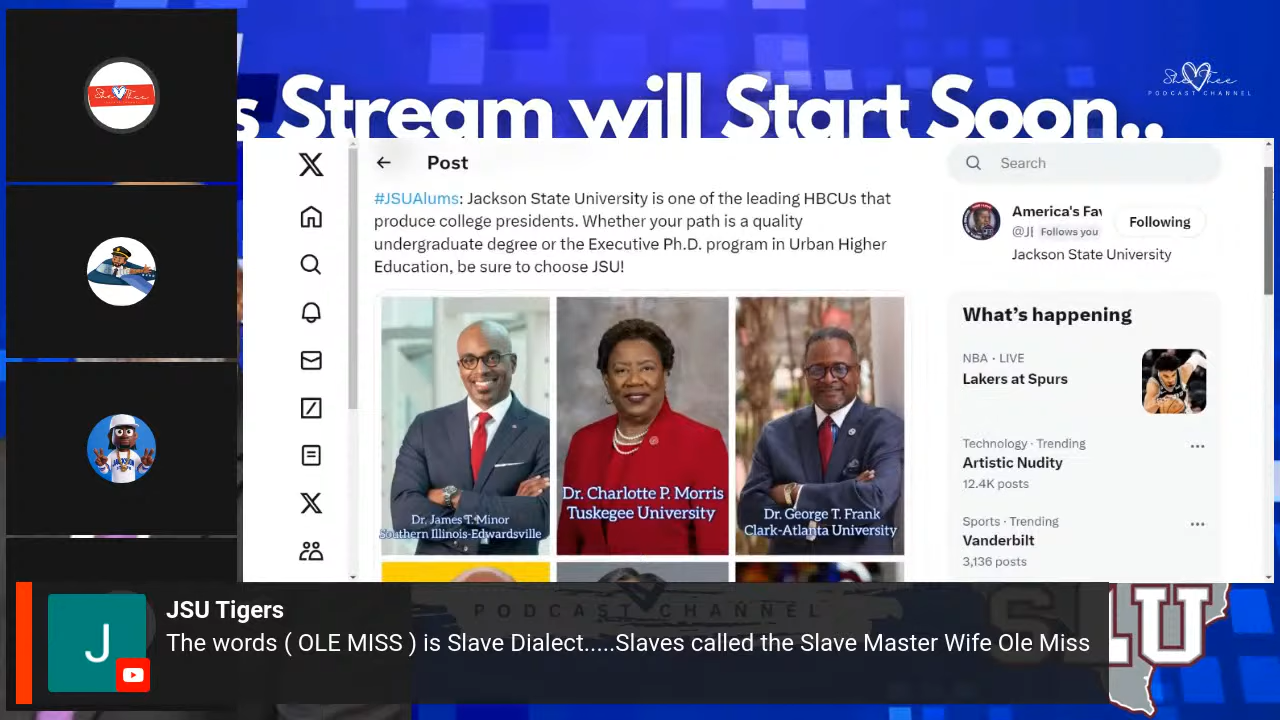 s Stream will Start Soon..
She Thee
PODCAST CHANNEL
Post
Search
#JSUAlums: Jackson State University is one of the leading HBCUs that
produce college presidents. Whether your path is a quality
undergraduate degree or the Executive Ph.D. program in Urban Higher
Education, be sure to choose JSU!
America's Fav
Following
@J
Follows you
Jackson State University
What's happening
NBA · LIVE
Lakers at Spurs
Technology · Trending
Artistic Nudity
12.4K posts
Sports · Trending
Vanderbilt
3,136 posts
Dr. James T. Minor
Southern Illinois-Edwardsville
Dr. Charlotte P. Morris
Tuskegee University
Dr. George T. Frank
Clark-Atlanta University
PODCAST CHANNEL
J
JSU Tigers
The words ( OLE MISS ) is Slave Dialect.....Slaves called the Slave Master Wife Ole Miss